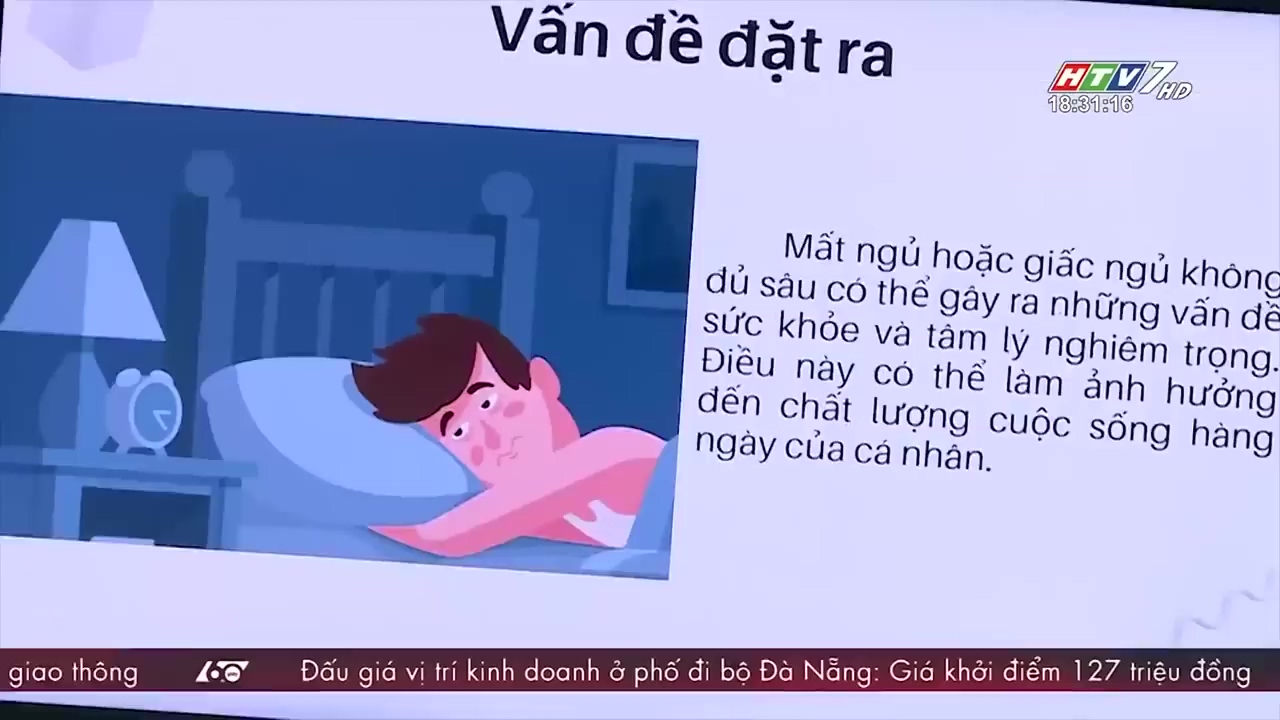 Vấn đề đặt ra
HTV7 HD
18:31:16
Mất ngủ hoặc giấc ngủ không
đủ sâu có thể gây ra những vấn đề
sức khỏe và tâm lý nghiêm trọng.
Điều này có thể làm ảnh hưởng
đến chất lượng cuộc sống hàng
ngày của cá nhân.
giao thông
60
Đấu giá vị trí kinh doanh ở phố đi bộ Đà Nẵng: Giá khởi điểm 127 triệu đồng